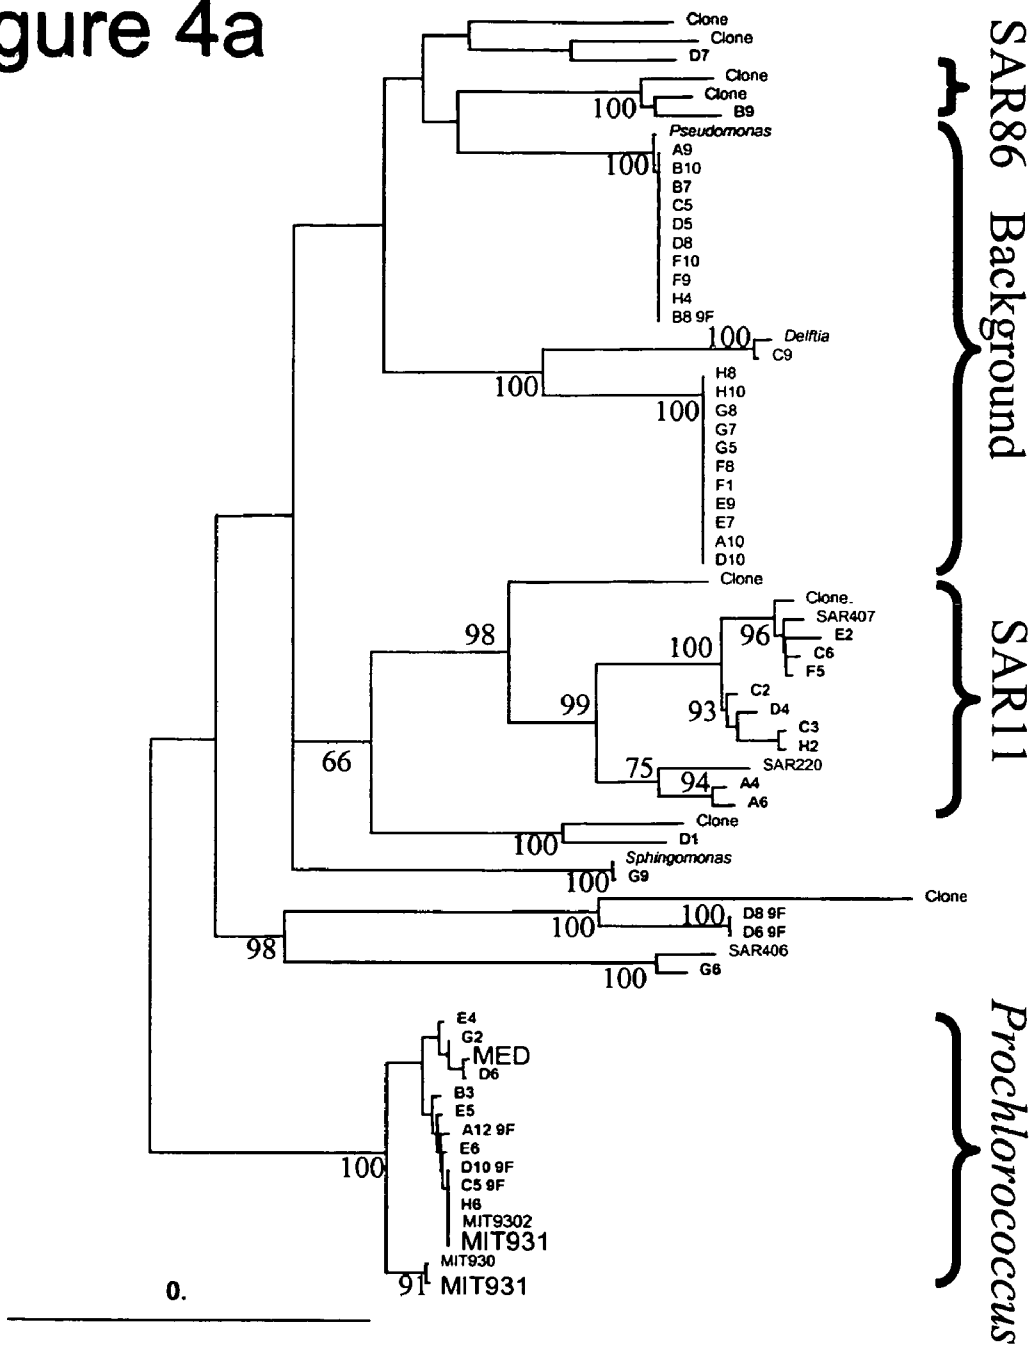 gure 4a
Clone
Clone
D7
Clone
Clone
100
B9
Pseudomonas
A9
100
B10
B7
C5
D5
D8
F10
F9
H4
B8 9F
100
Delftia
C9
H8
100
H10
100
G8
G7
G5
F8
F1
E9
E7
A10
D10
Clone
Clone.
SAR407
98
96
E2
100
C6
F5
C2
99
93
D4
C3
H2
66
75
SAR220
94
A4
A6
Clone
100
D1
Sphingomonas
100
G9
Clone
100
100
D8 9F
D6 9F
98
SAR406
100
G6
E4
G2
MED
D6
B3
E5
A12 9F
E6
100
D10 9F
C5 9F
H6
MIT9302
MIT931
MIT930
91
MIT931
0.
SAR86
Background
SAR11
Prochlorococcus